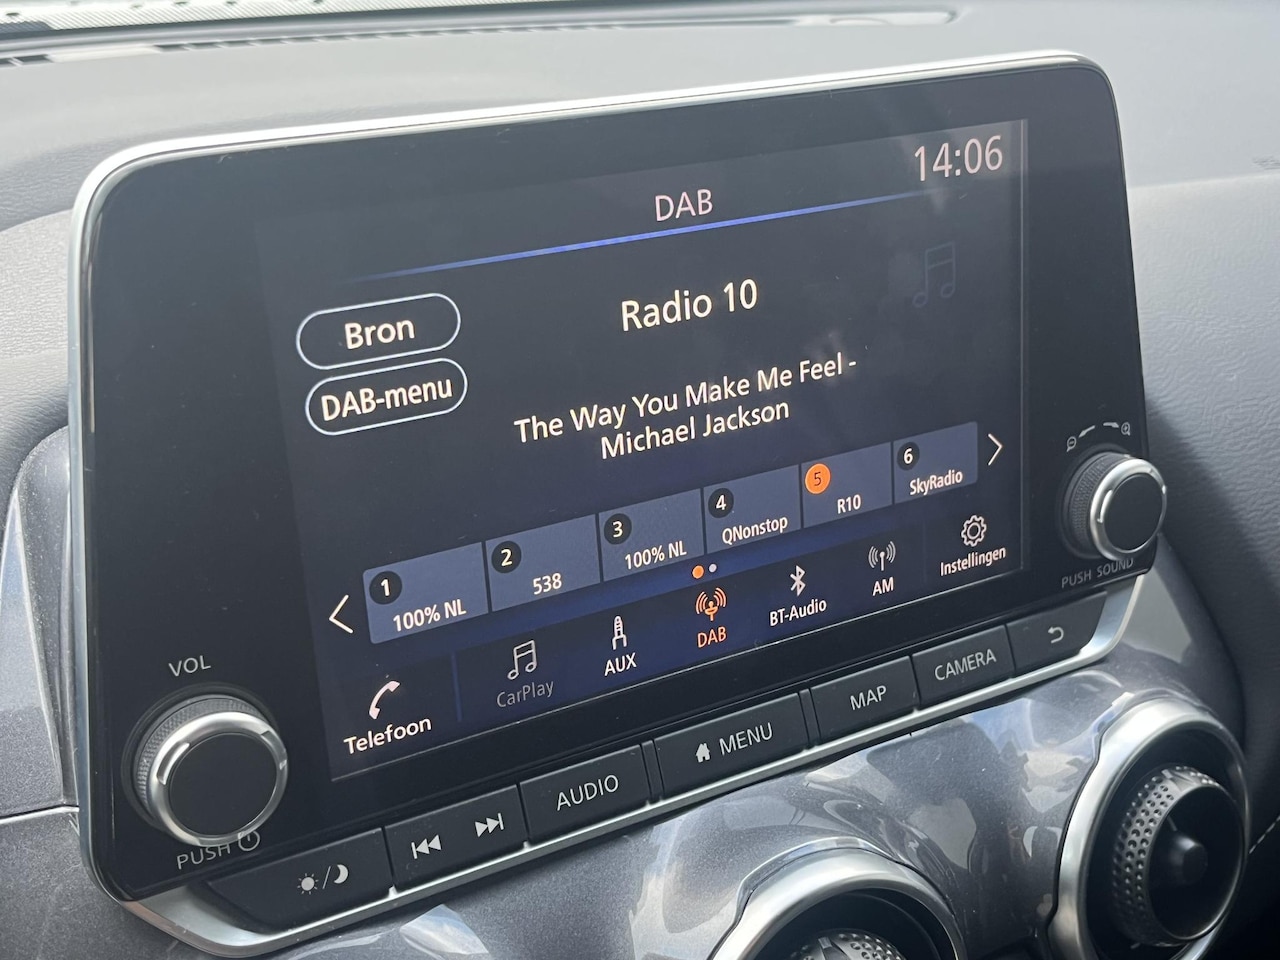 14:06
DAB
Bron
Radio 10
DAB-menu
The Way You Make Me Feel -
Michael Jackson
1 100% NL
2 538
3 100% NL
4 QNonstop
5 R10
6 SkyRadio
Telefoon
CarPlay
AUX
DAB
BT-Audio
AM
Instellingen
VOL
PUSH
PUSH SOUND
AUDIO
MENU
MAP
CAMERA